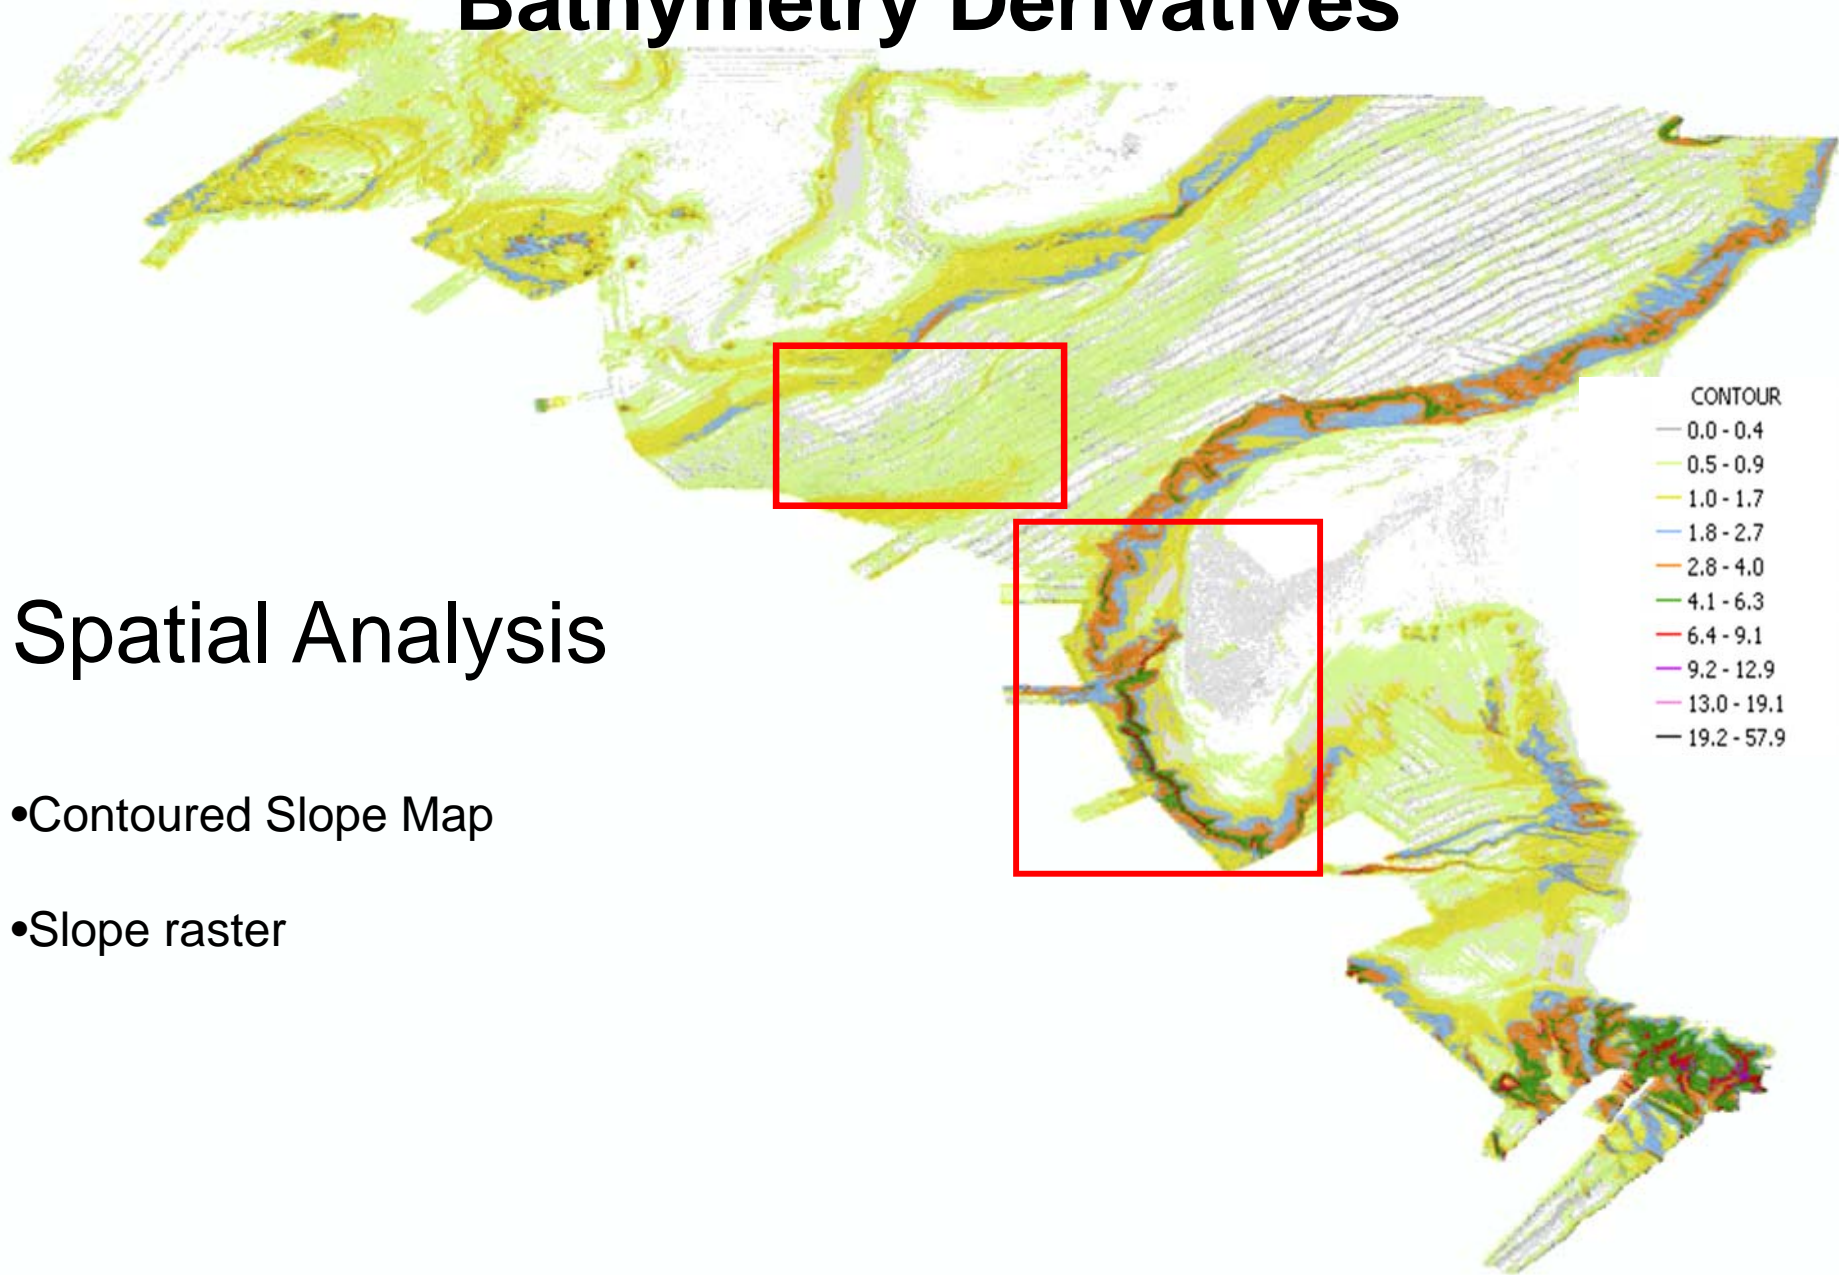 Bathymetry Derivatives
CONTOUR
0.0 - 0.4
0.5 - 0.9
1.0 - 1.7
1.8 - 2.7
2.8 - 4.0
4.1 - 6.3
6.4 - 9.1
9.2 - 12.9
13.0 - 19.1
19.2 - 57.9
Spatial Analysis
•Contoured Slope Map
•Slope raster